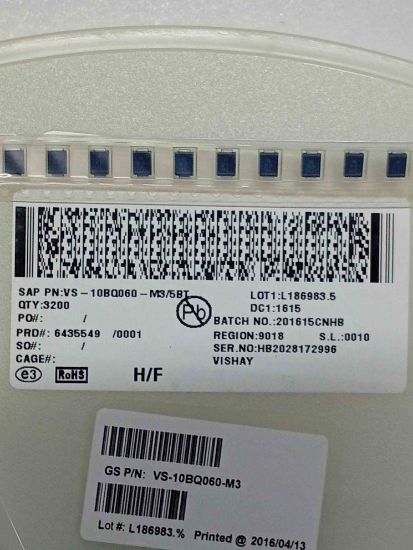 SAP PN:VS-10BQ060-M3/5BT
LOT1:L186983.5
QTY:3200
DC1:1615
PO#: /
Pb
BATCH NO.:201615CNHB
PRD#: 6435549 /0001
REGION:9018 S.L.:0010
SO#: /
SER.NO:HB2028172996
CAGE#:
VISHAY
e3 RoHS H/F
GS P/N: VS-10BQ060-M3
Lot #: L186983.% Printed @ 2016/04/13